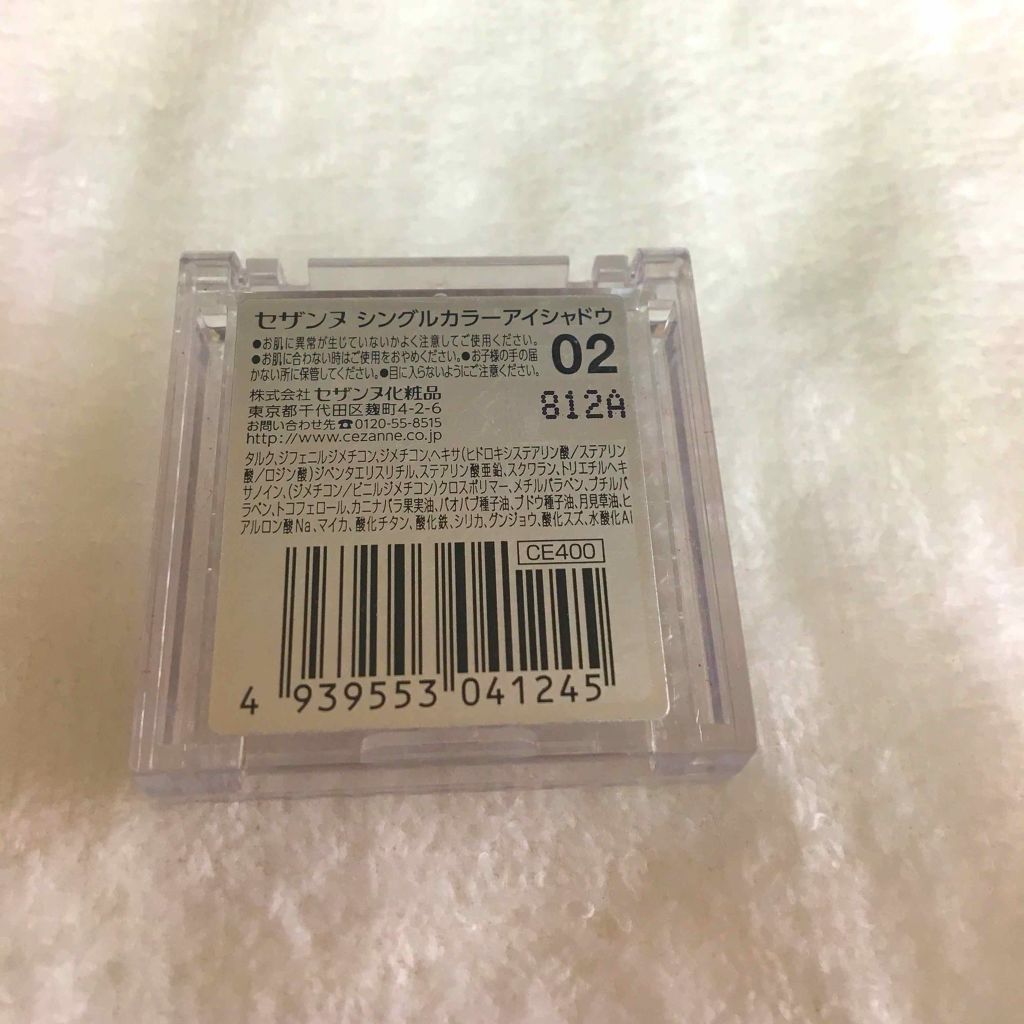 セザンヌ シングルカラーアイシャドウ
●お肌に異常が生じていないかよく注意してご使用ください。
●お肌に合わない時はご使用をおやめください。●お子様の手の届
かない所に保管してください。●目に入らないようにご注意ください。
02
株式会社 セザンヌ化粧品
812A
東京都千代田区麹町4-2-6
お問い合わせ先☎0120-55-8515
http://www.cezanne.co.jp
タルク、ジフェニルジメチコン、ジメチコン、ヘキサ(ヒドロキシステアリン酸/ステアリン
酸/ロジン酸)ジペンタエリスリチル、ステアリン酸亜鉛、スクワラン、トリエチルヘキ
サノイン、(ジメチコン/ビニルジメチコン)クロスポリマー、メチルパラベン、ブチルパ
ラベン、トコフェロール、カニナバラ果実油、バオバブ種子油、ブドウ種子油、月見草油、ヒ
アルロン酸Na、マイカ、酸化チタン、酸化鉄、シリカ、グンジョウ、酸化スズ、水酸化Al
CE400
4 939553 041245